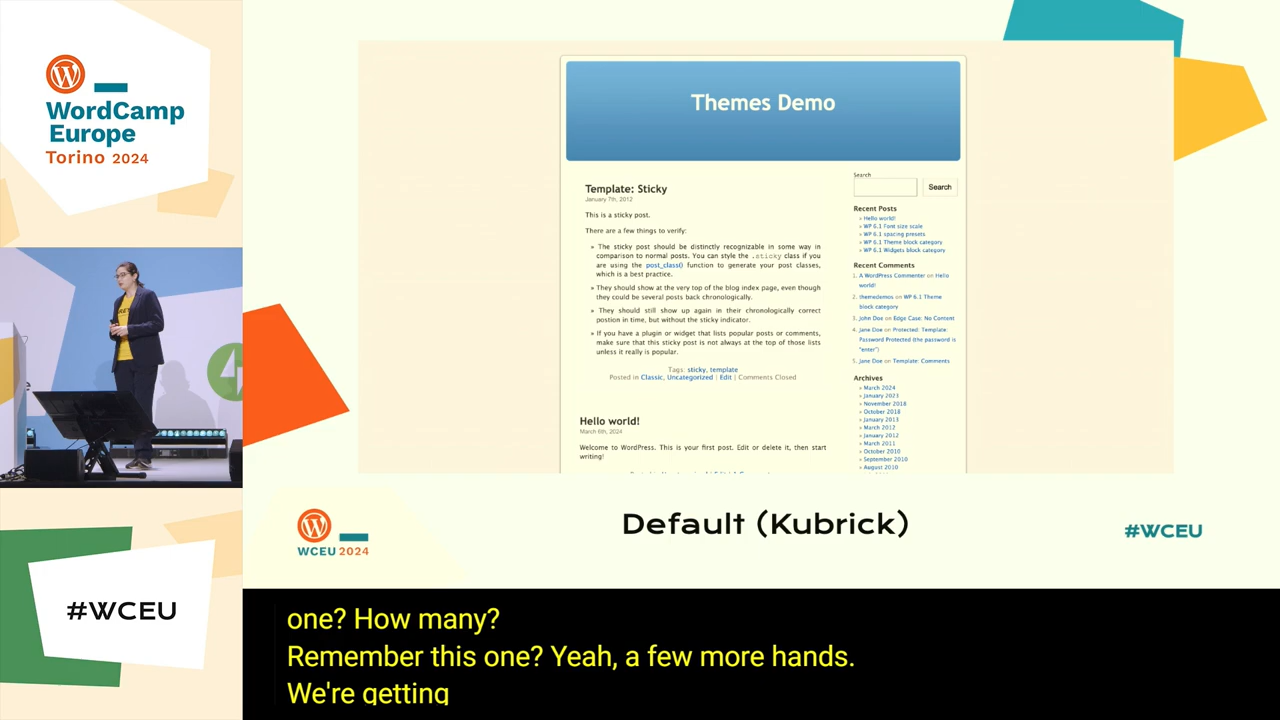 WordCamp
Europe
Torino 2024
#WCEU
Themes Demo
Template: Sticky
January 7th, 2012
This is a sticky post.
There are a few things to verify:
» The sticky post should be distinctly recognizable in some way in
comparison to normal posts. You can style the .sticky class if you
are using the post_class() function to generate your post classes,
which is a best practice.
» They should show at the very top of the blog index page, even though
they could be several posts back chronologically.
» They should still show up again in their chronologically correct
postion in time, but without the sticky indicator.
» If you have a plugin or widget that lists popular posts or comments,
make sure that this sticky post is not always at the top of those lists
unless it really is popular.
Tags: sticky, template
Posted in Classic, Uncategorized | Edit | Comments Closed
Hello world!
March 6th, 2024
Welcome to WordPress. This is your first post. Edit or delete it, then start
writing!
Search
Search
Recent Posts
» Hello world!
» WP 6.1 Font size scale
» WP 6.1 spacing presets
» WP 6.1 Theme block category
» WP 6.1 Widgets block category
Recent Comments
1. A WordPress Commenter on Hello
world!
2. themedemos on WP 6.1 Theme
block category
3. John Doe on Edge Case: No Content
4. Jane Doe on Protected: Template:
Password Protected (the password is
"enter")
5. Jane Doe on Template: Comments
Archives
» March 2024
» January 2023
» November 2018
» October 2018
» January 2013
» March 2012
» January 2012
» March 2011
» October 2010
» September 2010
» August 2010
WCEU 2024
Default (Kubrick)
#WCEU
one? How many?
Remember this one? Yeah, a few more hands.
We're getting